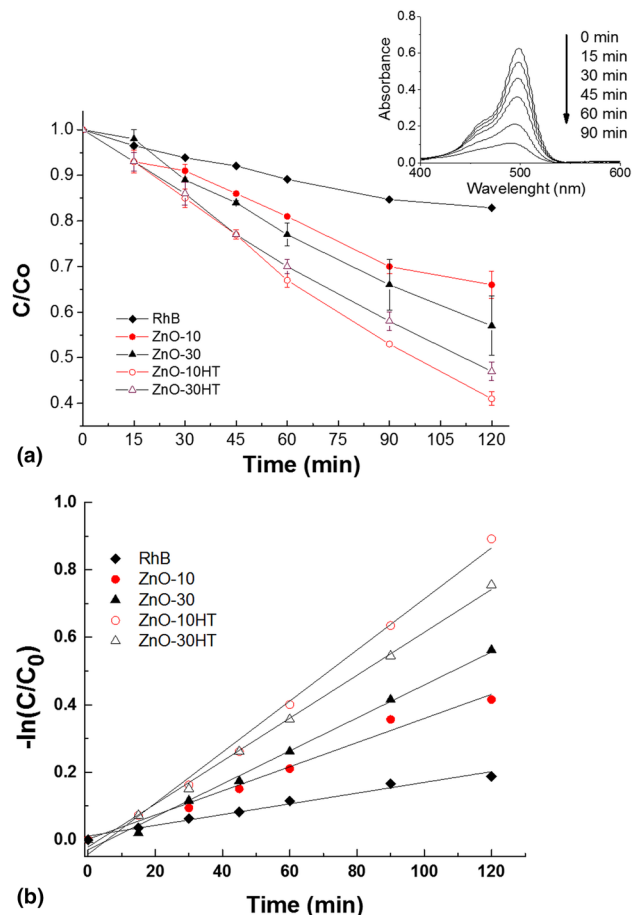 0.8
0.6
0.4
0.2
0.0
Absorbance
400
500
600
Wavelenght (nm)
0 min
15 min
30 min
45 min
60 min
90 min
1.0
0.9
0.8
0.7
0.6
0.5
0.4
C/Co
RhB
ZnO-10
ZnO-30
ZnO-10HT
ZnO-30HT
0 15 30 45 60 75 90 105 120
Time (min)
(a)
1.0
0.8
0.6
0.4
0.2
0.0
-ln(C/C0)
RhB
ZnO-10
ZnO-30
ZnO-10HT
ZnO-30HT
0 20 40 60 80 100 120
Time (min)
(b)